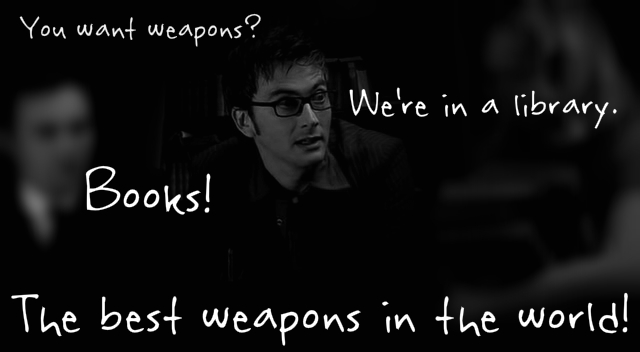 You want weapons?
We're in a library.
Books!
The best weapons in the world!